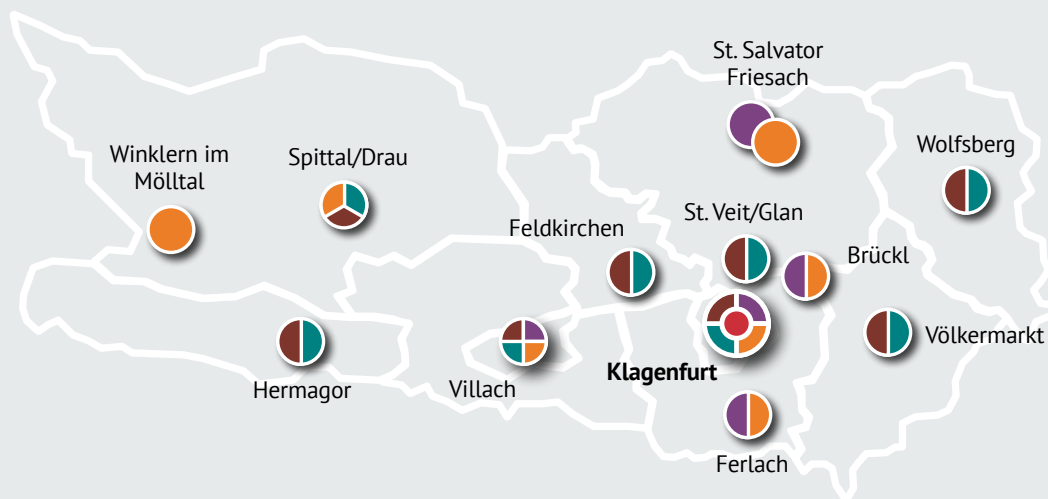 St. Salvator
Friesach
Wolfsberg
Winklern im
Mölltal
Spittal/Drau
St. Veit/Glan
Feldkirchen
Brückl
Völkermarkt
Klagenfurt
Hermagor
Villach
Ferlach